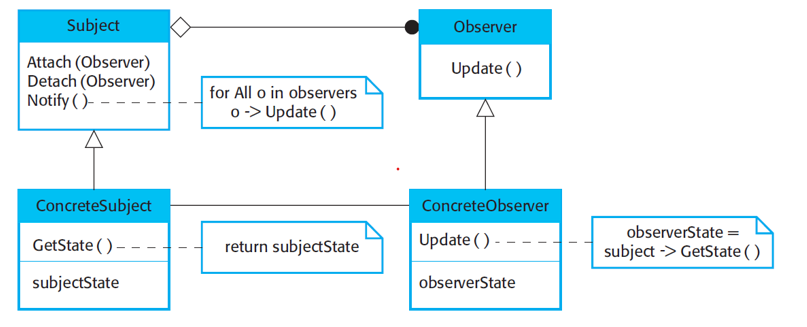 Subject
Observer
Attach (Observer)
Detach (Observer)
Notify ( )
for All o in observers
o -> Update ( )
Update ( )
ConcreteSubject
GetState ( )
subjectState
return subjectState
ConcreteObserver
Update ( )
observerState
observerState =
subject -> GetState ( )